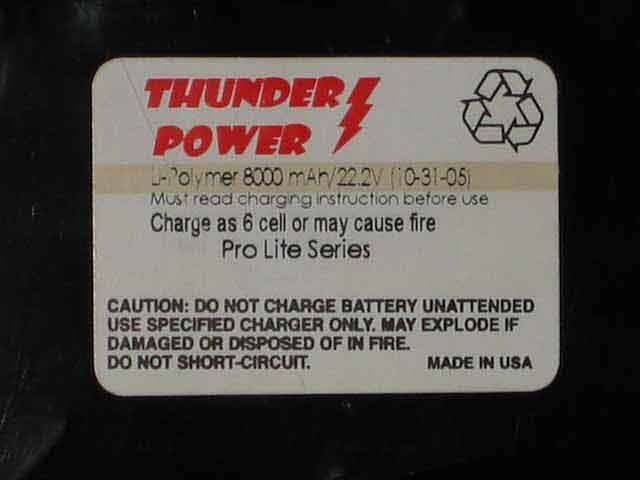 THUNDER
POWER
Li-Polymer 8000 mAh/22.2V (10-31-05)
Must read charging instruction before use
Charge as 6 cell or may cause fire
Pro Lite Series
CAUTION: DO NOT CHARGE BATTERY UNATTENDED
USE SPECIFIED CHARGER ONLY. MAY EXPLODE IF
DAMAGED OR DISPOSED OF IN FIRE.
DO NOT SHORT-CIRCUIT. MADE IN USA